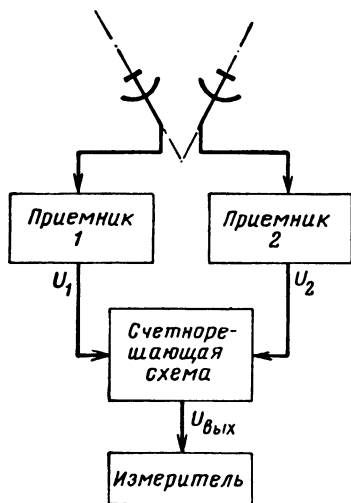 Приемник
1
Приемник
2
U₁
U₂
Счетноре-
шающая
схема
Uвых
Измеритель